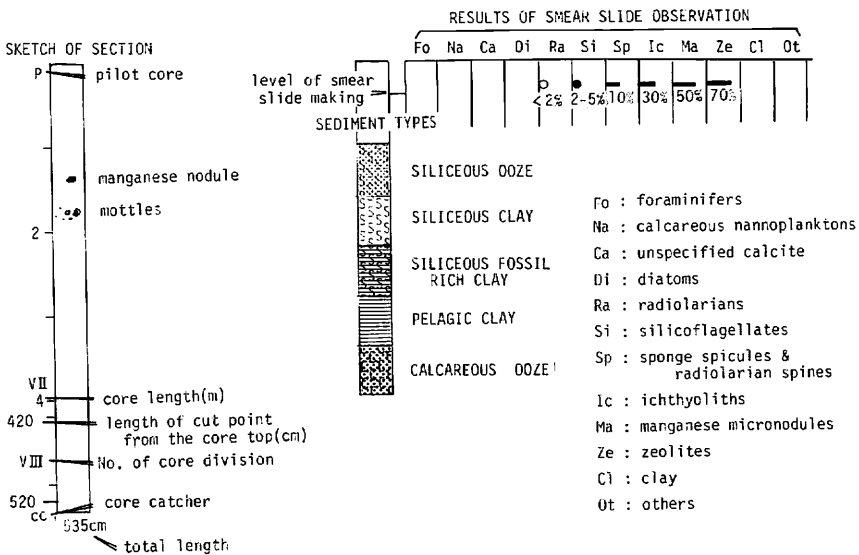 RESULTS OF SMEAR SLIDE OBSERVATION
SKETCH OF SECTION
Fo Na Ca Di Ra Si Sp Ic Ma Ze Cl Ot
P
pilot core
level of smear
slide making
<2% 2-5% 10% 30% 50% 70%
SEDIMENT TYPES
manganese nodule
mottles
2
SILICEOUS OOZE
SILICEOUS CLAY
SILICEOUS FOSSIL
RICH CLAY
PELAGIC CLAY
CALCAREOUS OOZE
Fo : foraminifers
Na : calcareous nannoplanktons
Ca : unspecified calcite
Di : diatoms
Ra : radiolarians
Si : silicoflagellates
Sp : sponge spicules &
radiolarian spines
Ic : ichthyoliths
Ma : manganese micronodules
Ze : zeolites
Cl : clay
Ot : others
VII
4
core length(m)
420
length of cut point
from the core top(cm)
VIII
No. of core division
520
core catcher
cc
535cm
total length